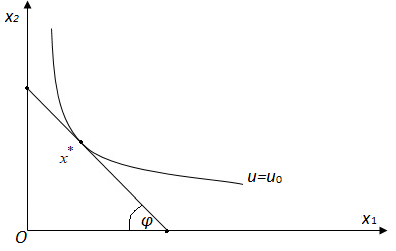 x₂
x*
u=u₀
x₁
φ
O